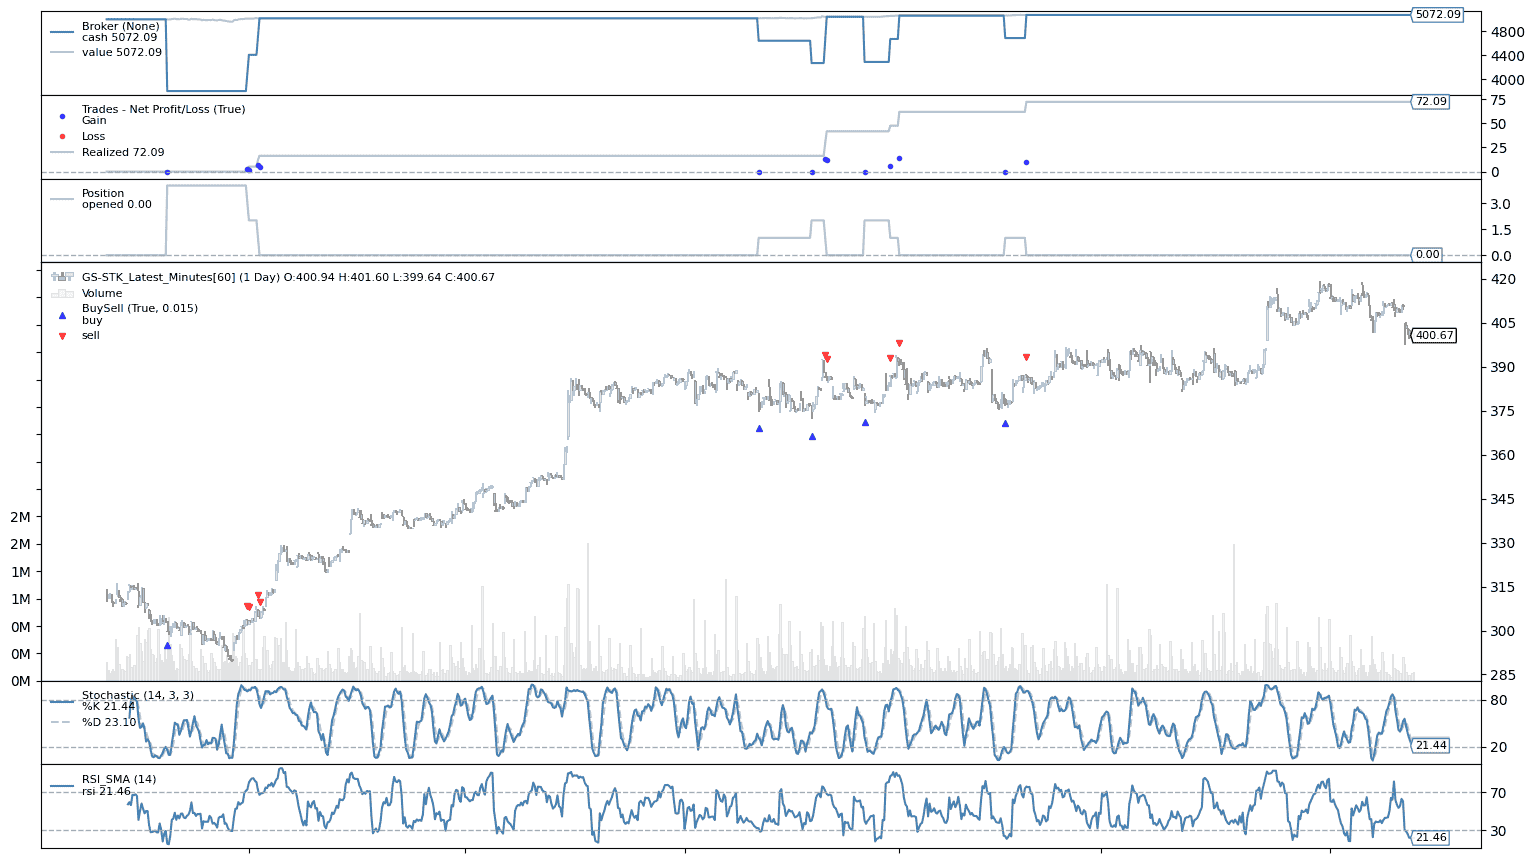 Broker (None)
cash 5072.09
value 5072.09
5072.09
4800
4400
4000
Trades - Net Profit/Loss (True)
Gain
Loss
Realized 72.09
75
72.09
50
25
0
Position
opened 0.00
3.0
1.5
0.0
0.00
GS-STK_Latest_Minutes[60] (1 Day) O:400.94 H:401.60 L:399.64 C:400.67
Volume
BuySell (True, 0.015)
buy
sell
420
405
400.67
390
375
360
345
330
315
300
285
2M
2M
1M
1M
0M
0M
0M
Stochastic (14, 3, 3)
%K 21.44
%D 23.10
80
20
21.44
RSI_SMA (14)
rsi 21.46
70
30
21.46